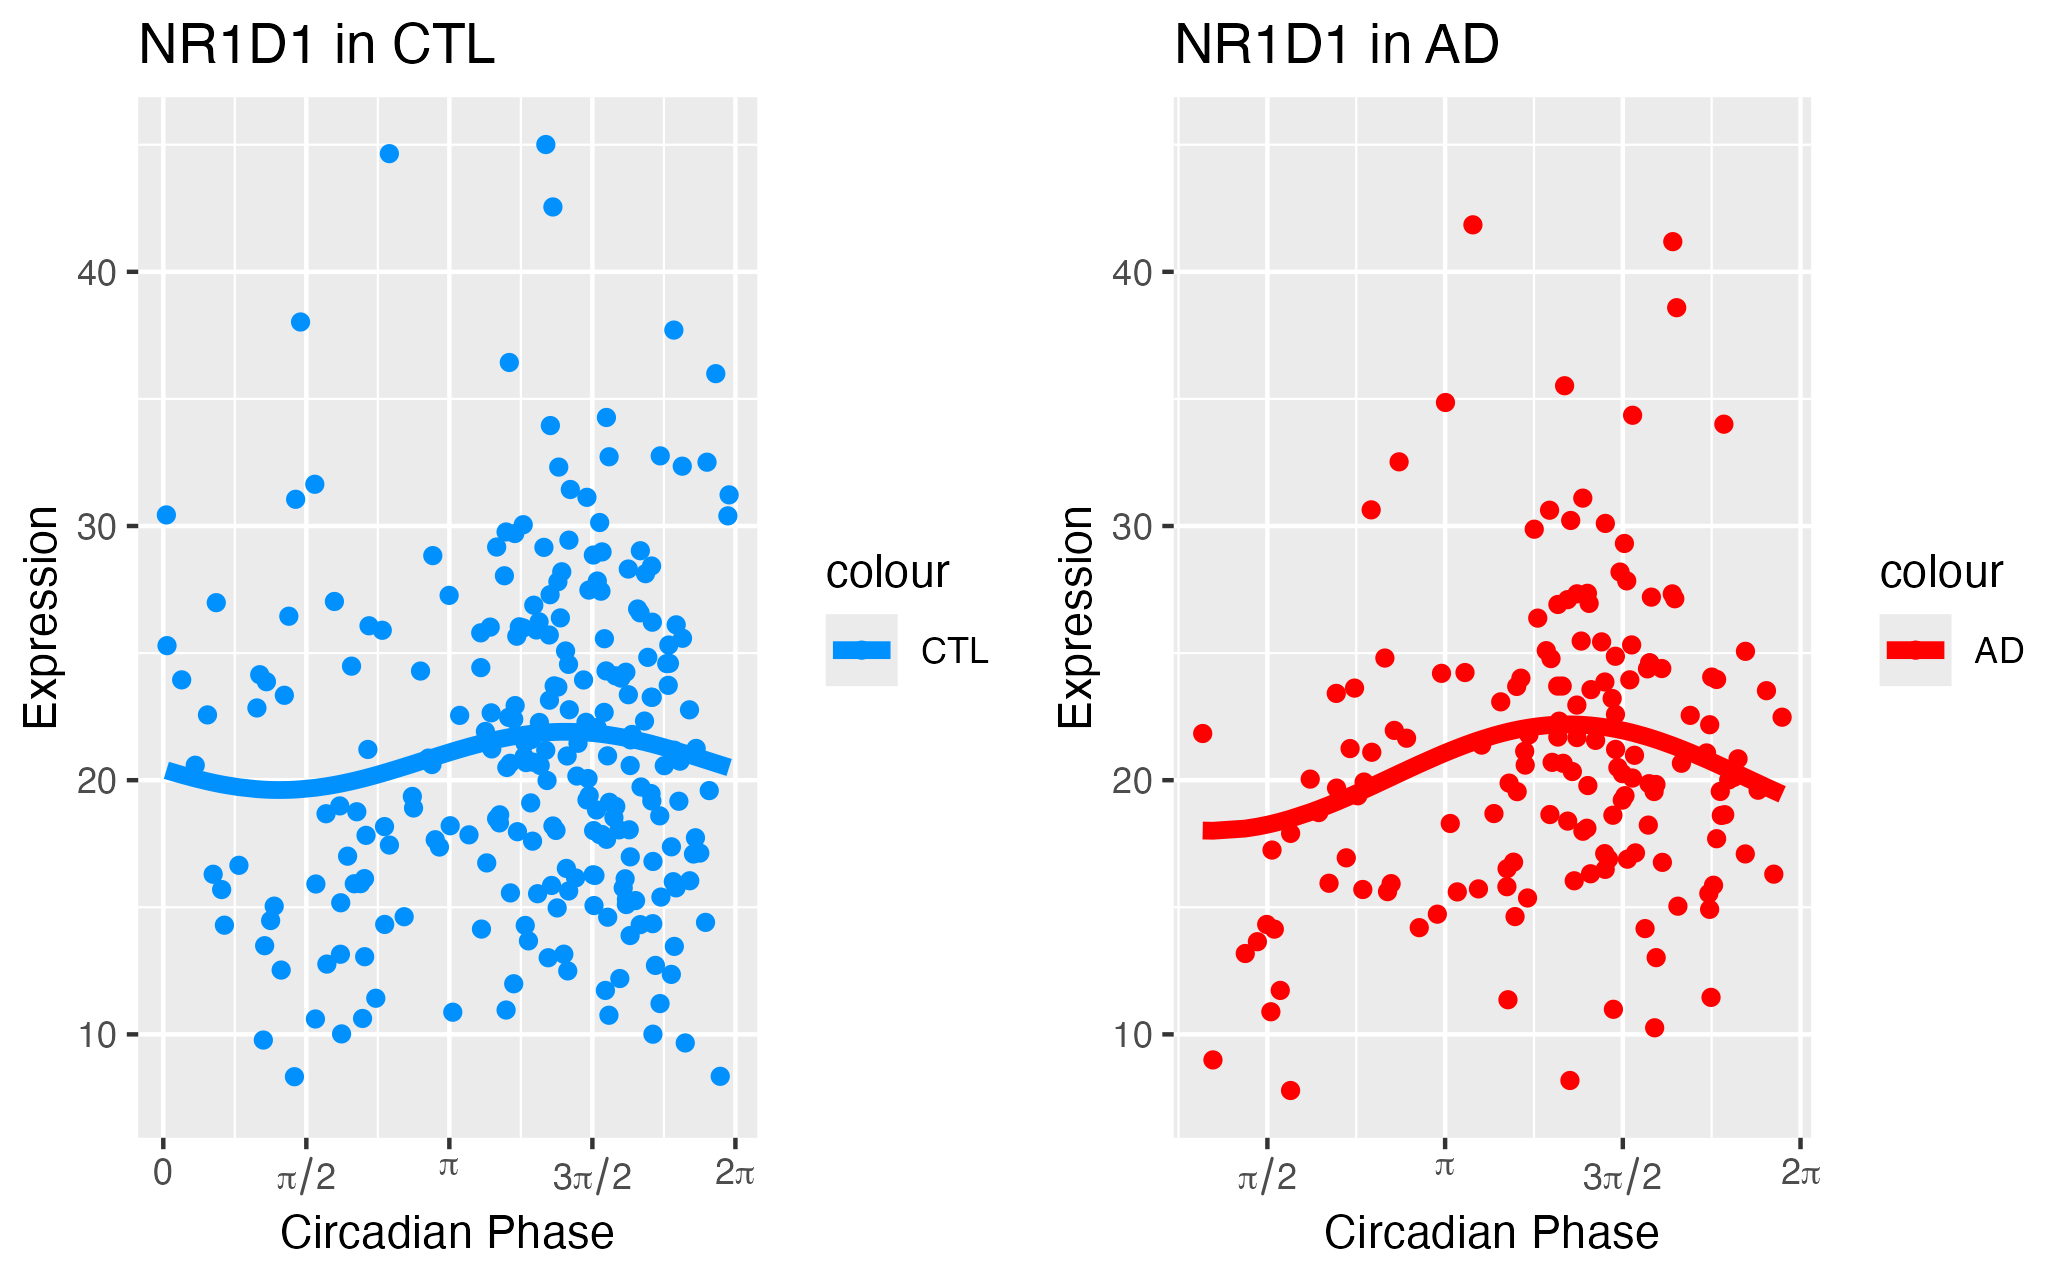 NR1D1 in CTL
Expression
40
30
20
10
0
π/2
π
3π/2
2π
Circadian Phase
colour
CTL
NR1D1 in AD
Expression
40
30
20
10
π/2
π
3π/2
2π
Circadian Phase
colour
AD